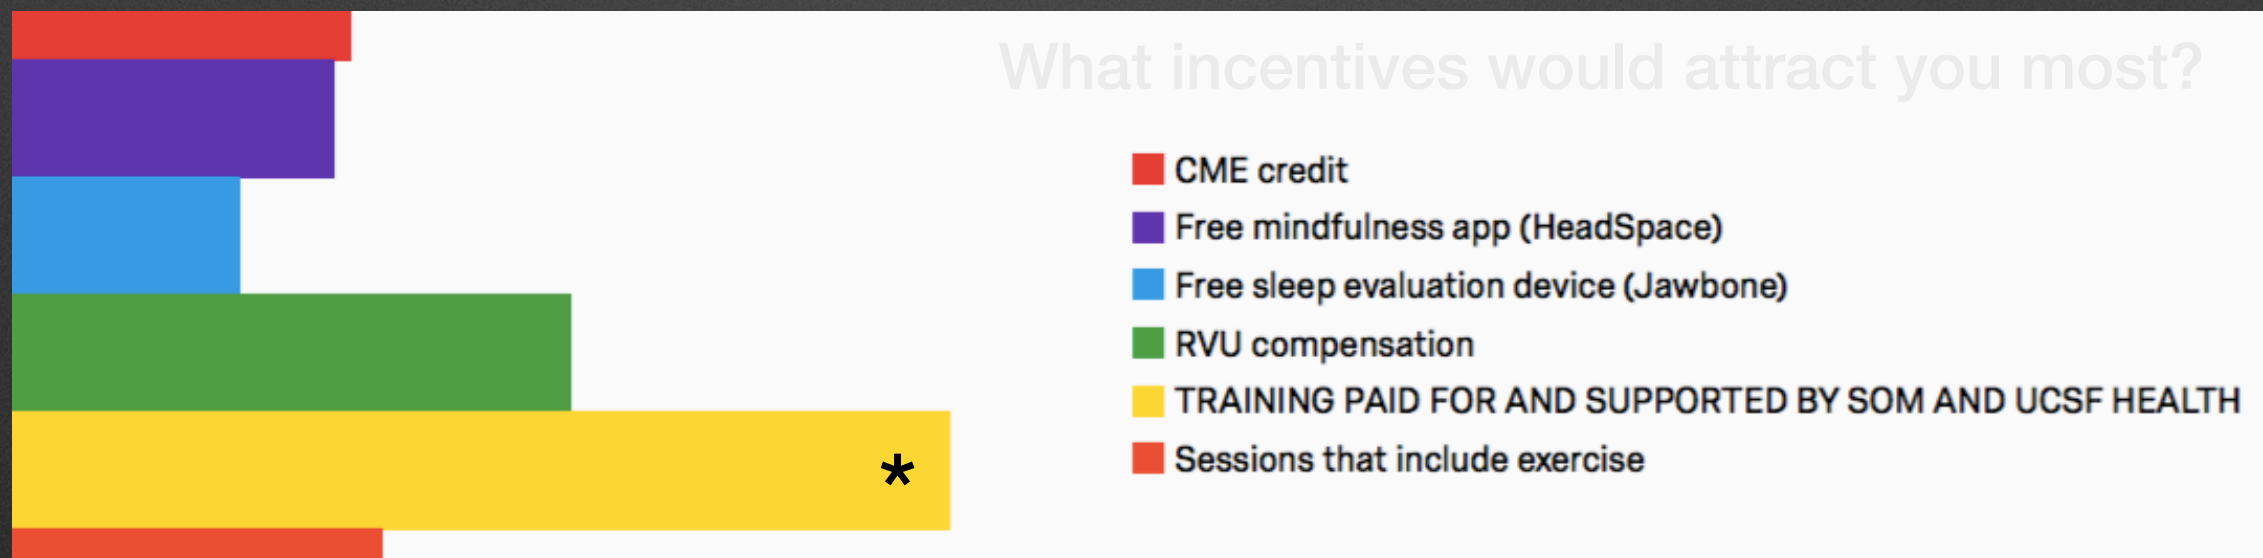 What incentives would attract you most?
CME credit
Free mindfulness app (HeadSpace)
Free sleep evaluation device (Jawbone)
RVU compensation
TRAINING PAID FOR AND SUPPORTED BY SOM AND UCSF HEALTH
*
Sessions that include exercise